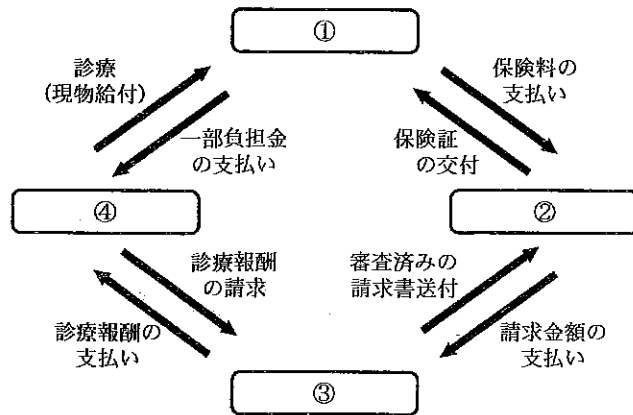 ①
診療
(現物給付)
保険料の
支払い
一部負担金
の支払い
保険証
の交付
④
②
診療報酬
の請求
審査済みの
請求書送付
診療報酬の
支払い
請求金額の
支払い
③